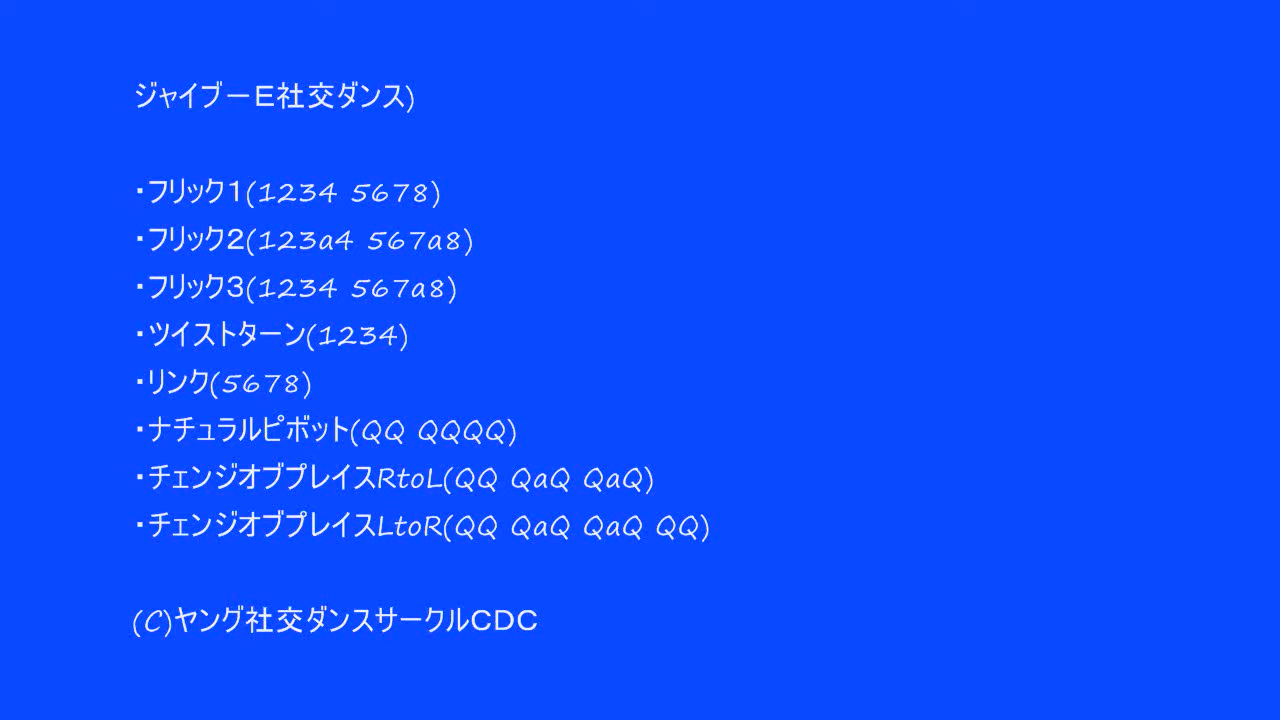 ジャイブーE社交ダンス)
・フリック1(1234 5678)
・フリック2(123a4 567a8)
・フリック3(1234 567a8)
・ツイストターン(1234)
・リンク(5678)
・ナチュラルピボット(QQ QQQQ)
・チェンジオブプレイスRtoL(QQ QaQ QaQ)
・チェンジオブプレイスLtoR(QQ QaQ QaQ QQ)
(C)ヤング社交ダンスサークルCDC